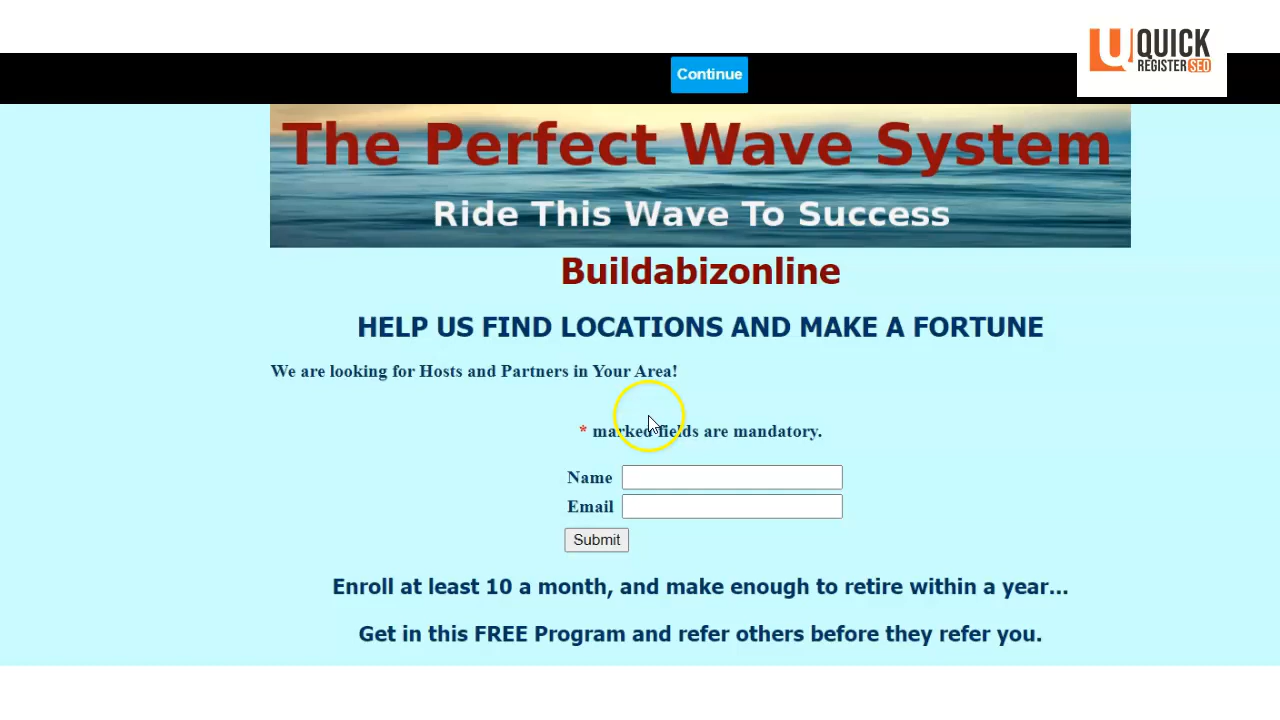 QUICK
REGISTER SEO
Continue
The Perfect Wave System
Ride This Wave To Success
Buildabizonline
HELP US FIND LOCATIONS AND MAKE A FORTUNE
We are looking for Hosts and Partners in Your Area!
* marked fields are mandatory.
Name
Email
Submit
Enroll at least 10 a month, and make enough to retire within a year...
Get in this FREE Program and refer others before they refer you.